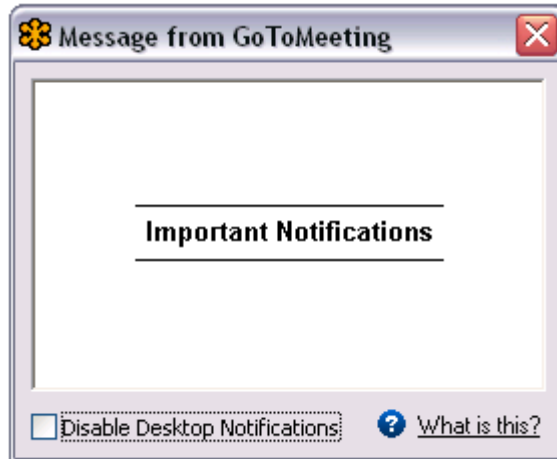 Message from GoToMeeting
Important Notifications
Disable Desktop Notifications
What is this?